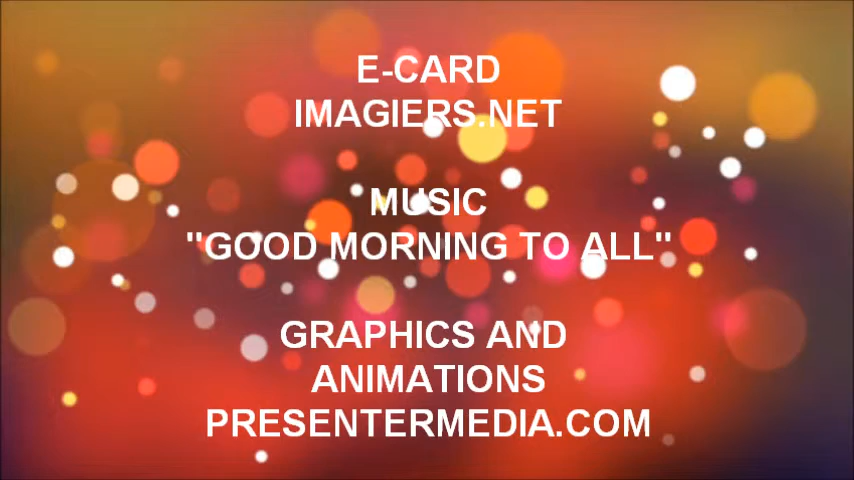 E-CARD
IMAGIERS.NET
MUSIC
"GOOD MORNING TO ALL"
GRAPHICS AND
ANIMATIONS
PRESENTERMEDIA.COM